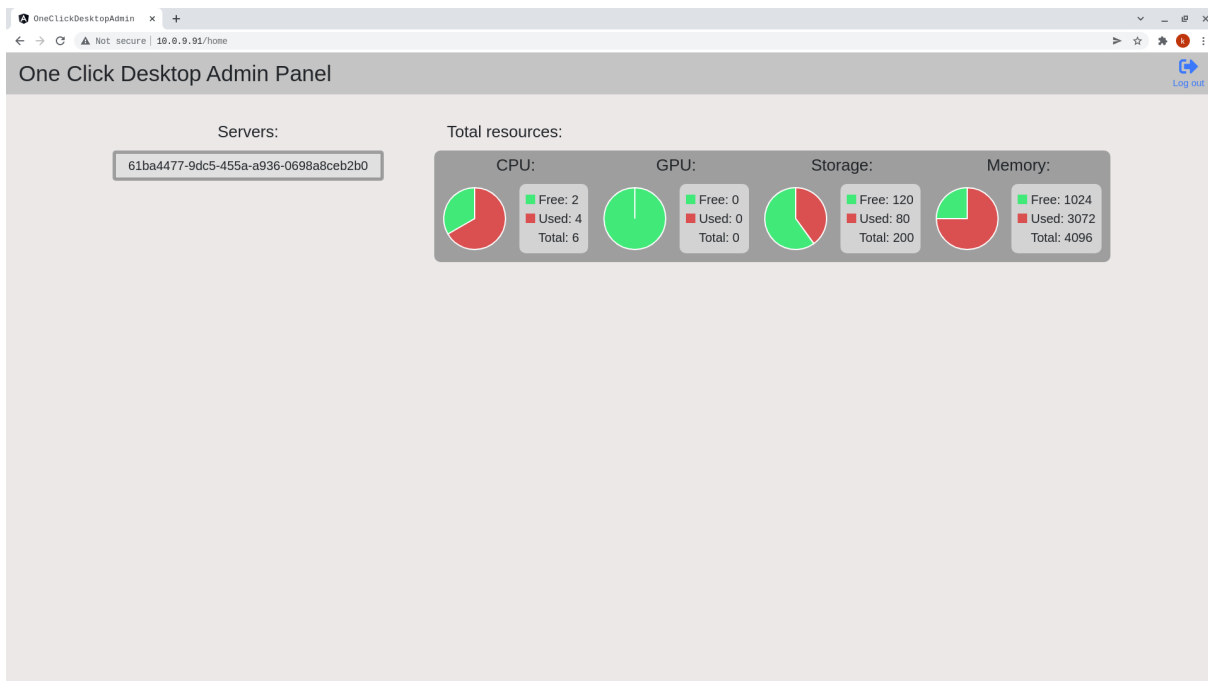 OneClickDesktopAdmin
Not secure | 10.0.9.91/home
k
One Click Desktop Admin Panel
Log out
Servers:
61ba4477-9dc5-455a-a936-0698a8ceb2b0
Total resources:
CPU:
Free: 2
Used: 4
Total: 6
GPU:
Free: 0
Used: 0
Total: 0
Storage:
Free: 120
Used: 80
Total: 200
Memory:
Free: 1024
Used: 3072
Total: 4096